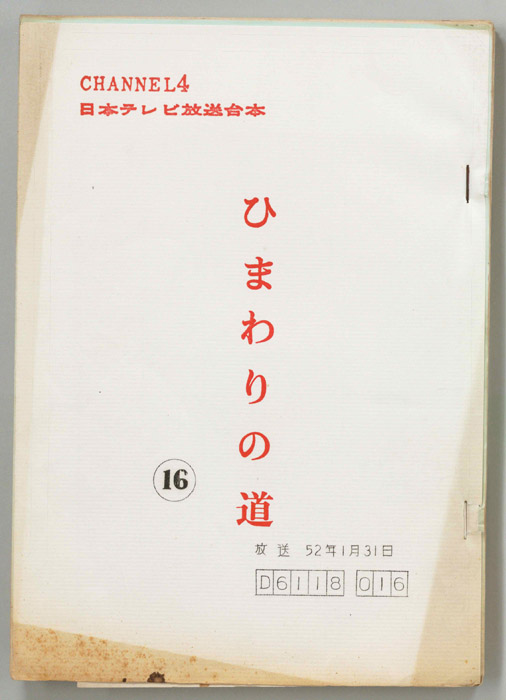 CHANNEL4
日本テレビ放送台本
ひまわりの道
16
放送 52年1月31日
D6118 016